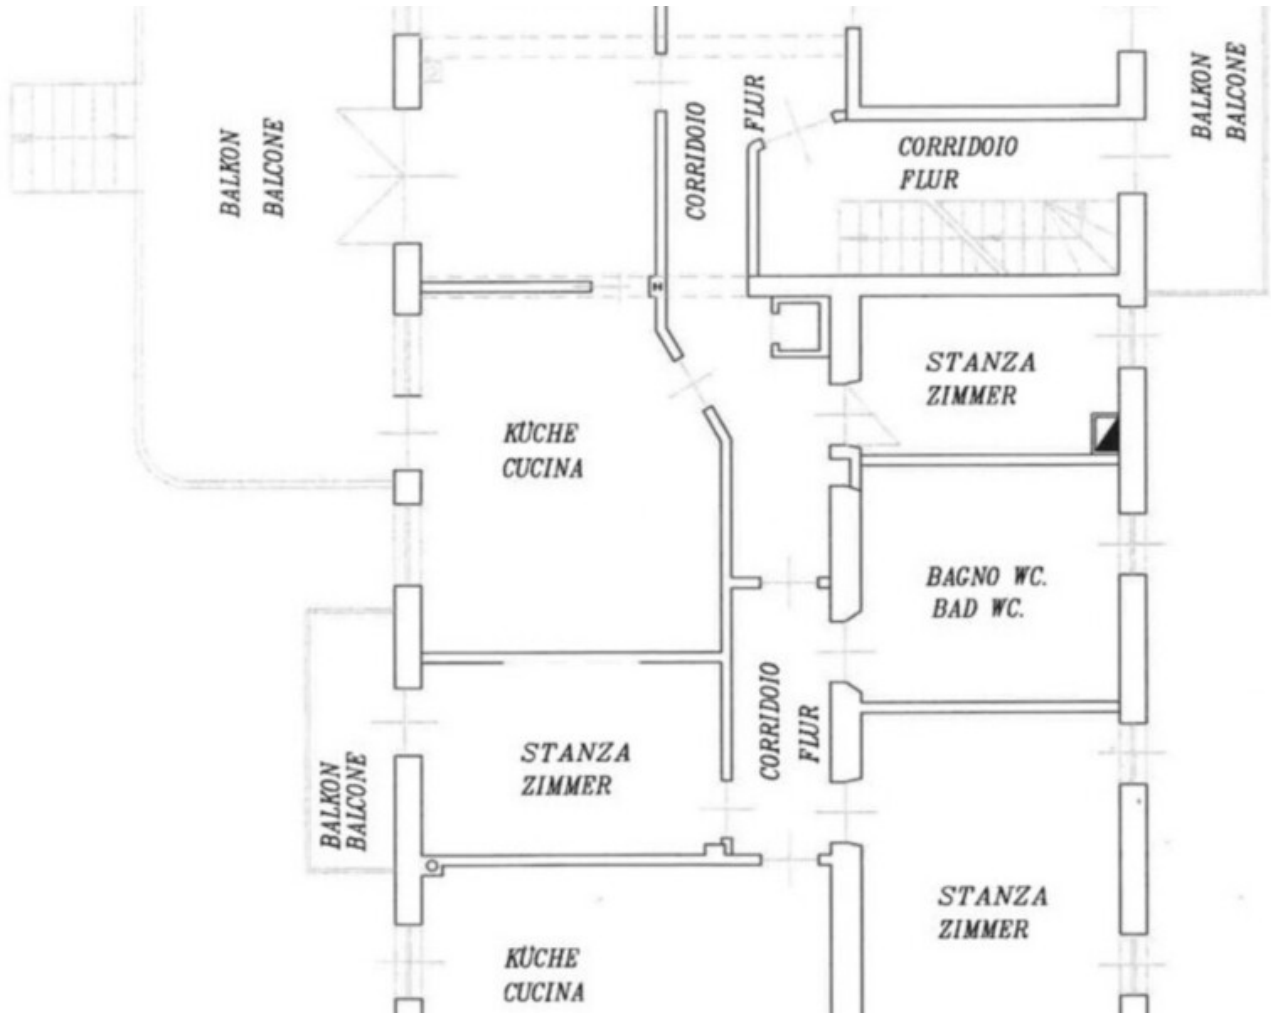 BALKON
BALCONE
CORRIDOIO
FLUR
CORRIDOIO
FLUR
BALKON
BALCONE
STANZA
ZIMMER
KÜCHE
CUCINA
BAGNO WC.
BAD WC.
CORRIDOIO
FLUR
STANZA
ZIMMER
BALKON
BALCONE
STANZA
ZIMMER
KÜCHE
CUCINA